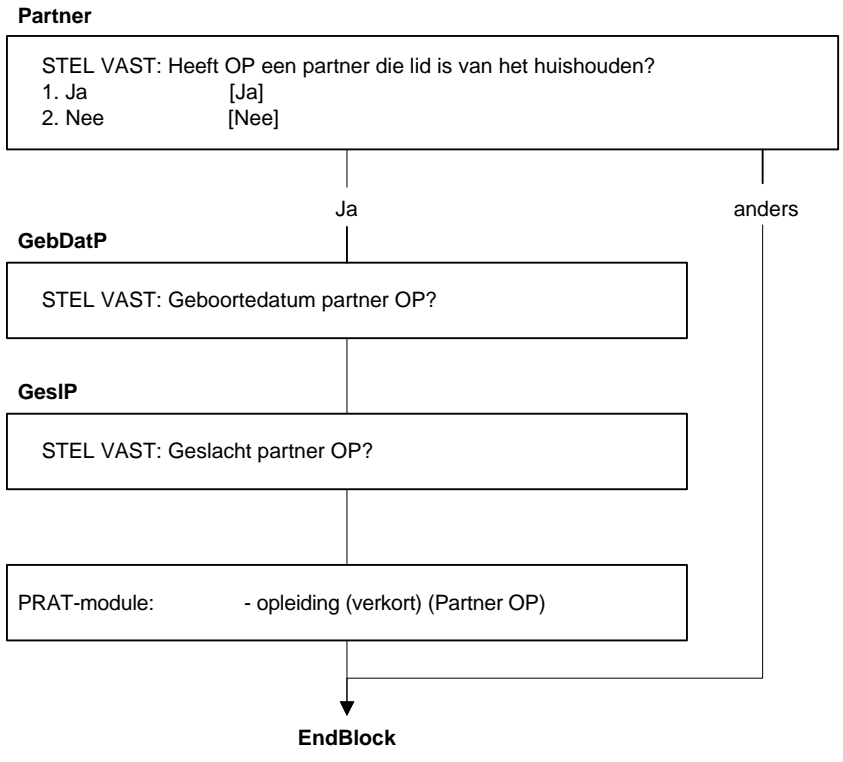 Partner
STEL VAST: Heeft OP een partner die lid is van het huishouden?
1. Ja [Ja]
2. Nee [Nee]
Ja anders
GebDatP
STEL VAST: Geboortedatum partner OP?
GeslP
STEL VAST: Geslacht partner OP?
PRAT-module: - opleiding (verkort) (Partner OP)
EndBlock